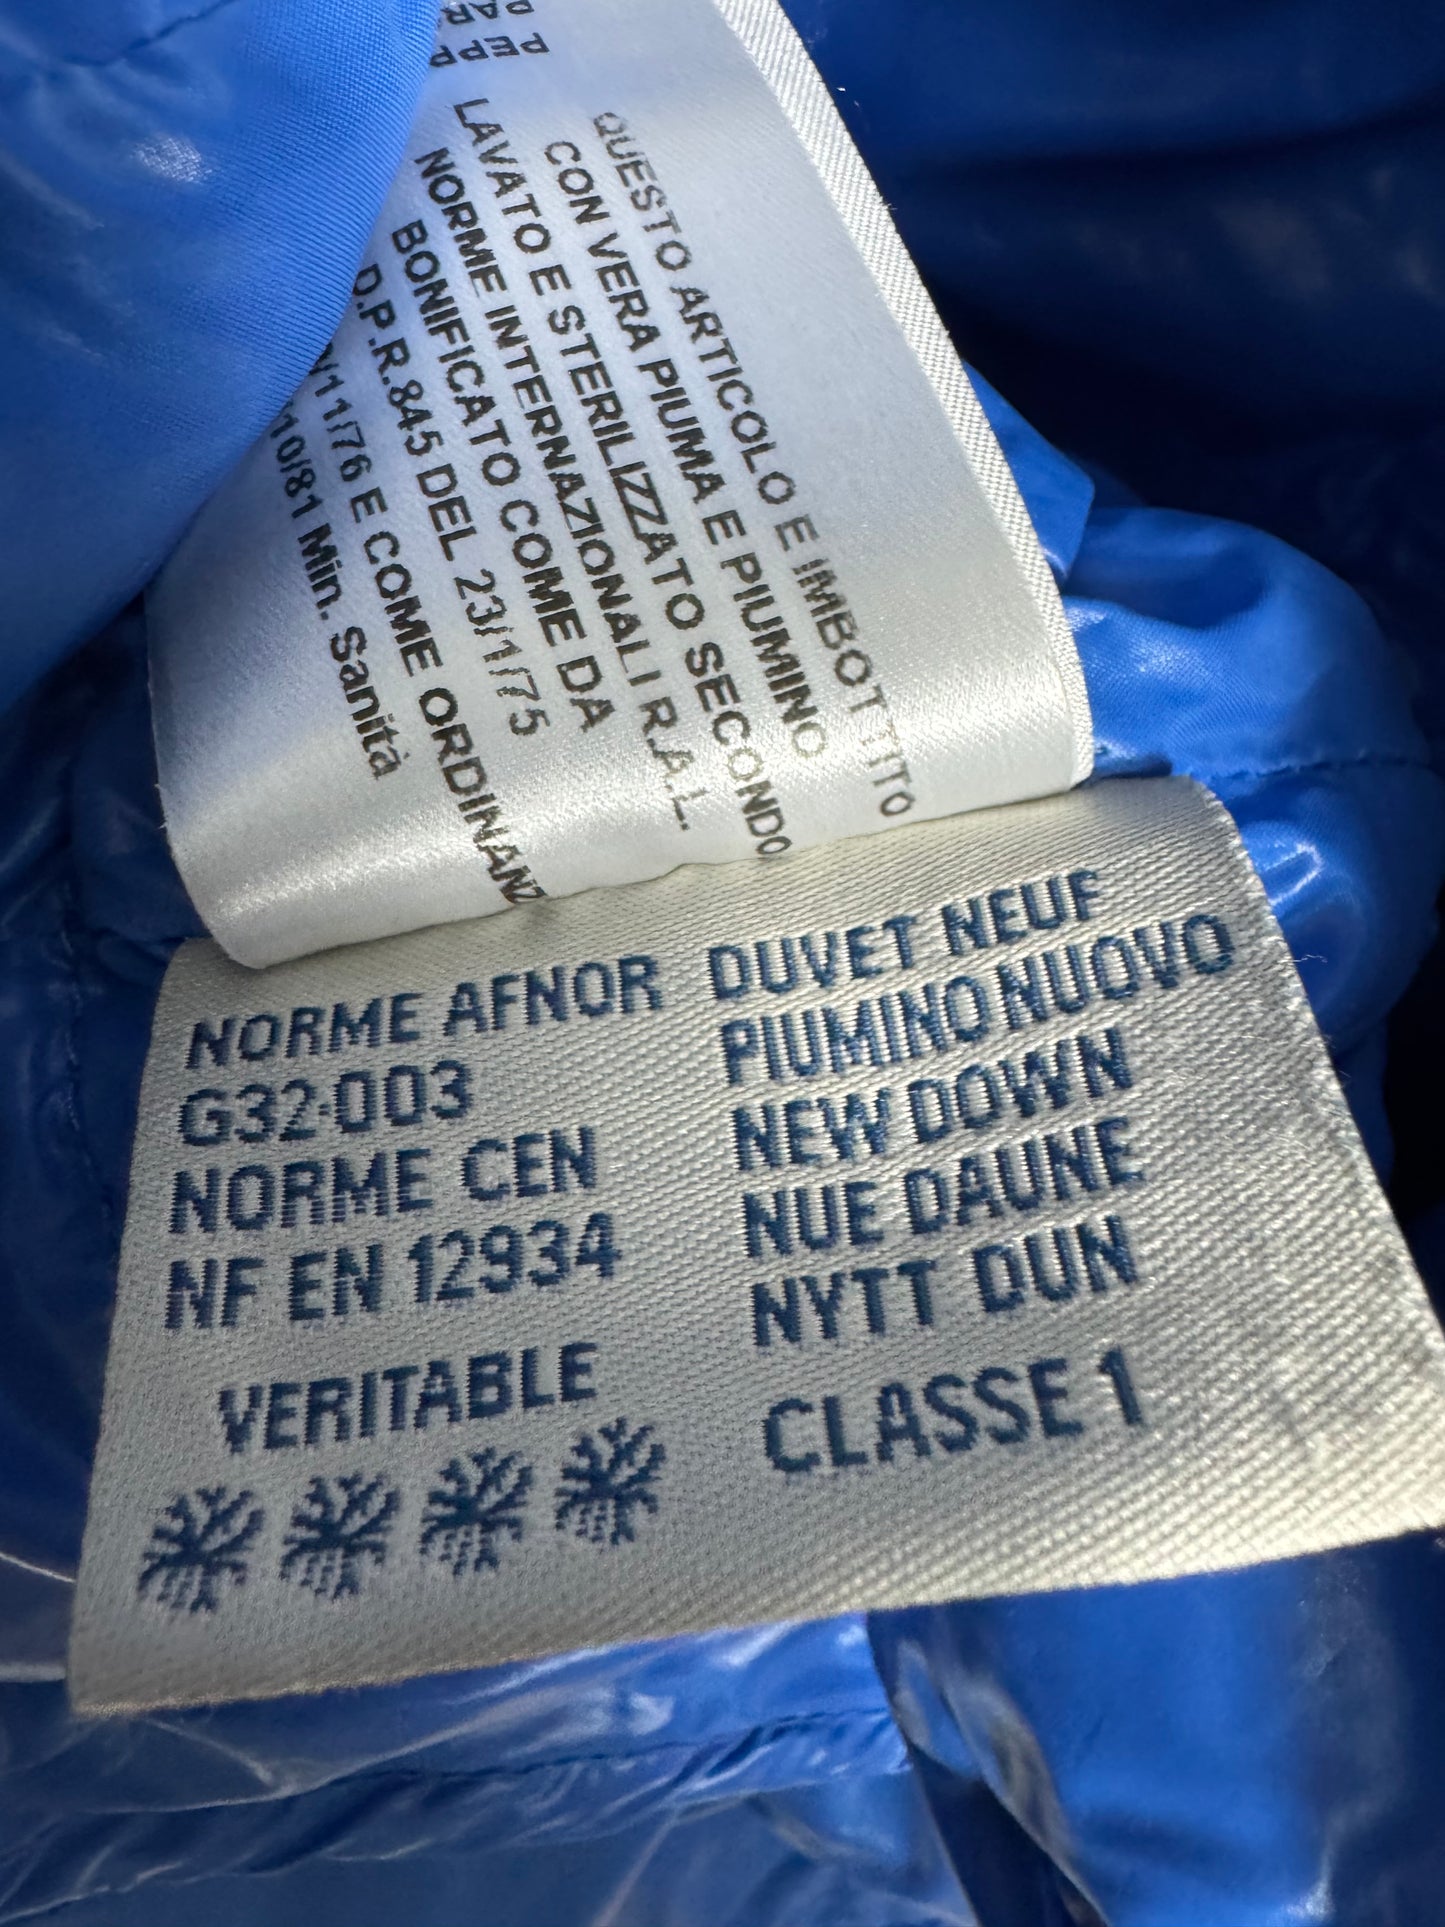 QUESTO ARTICOLO E IMBOTTITO
CON VERA PIUMA E PIUMINO
LAVATO E STERILIZZATO SECONDO
NORME INTERNAZIONALI R.A.L.
BONIFICATO COME DA
D.P.R.845 DEL 23/1/75
11/76 E COME ORDINANZ
10/81 Min. Sanità
NORME AFNOR
G32-003
NORME CEN
NF EN 12934
VERITABLE
DUVET NEUF
PIUMINO NUOVO
NEW DOWN
NUE DAUNE
NYTT DUN
CLASSE 1